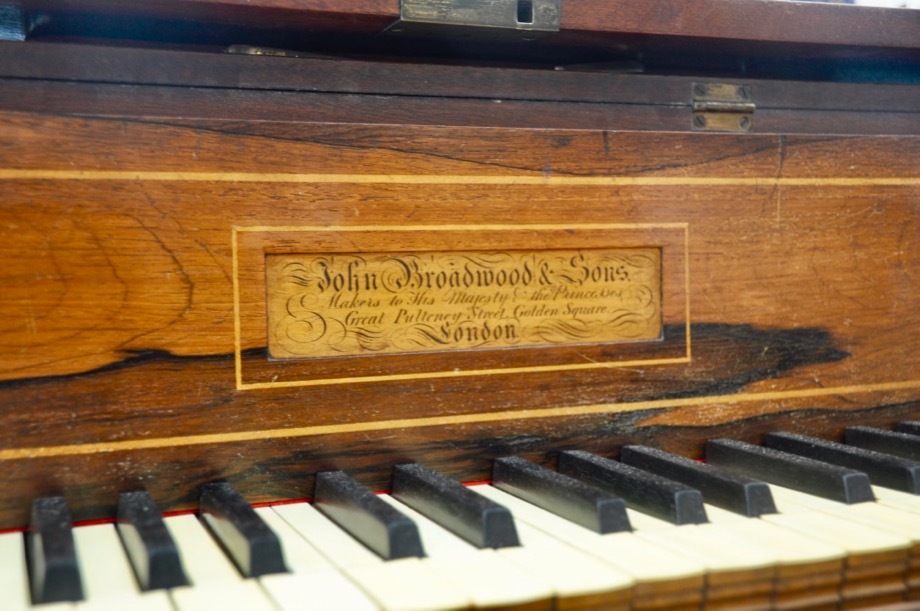 John Broadwood & Sons.
Makers to His Majesty & the Princesses,
Great Pulteney Street, Golden Square.
London